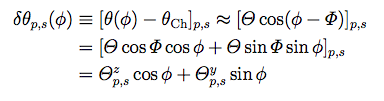 δθ_{p,s}(ϕ) ≡ [θ(ϕ) − θ_{Ch}]_{p,s} ≈ [Θ cos(ϕ − Φ)]_{p,s}
= [Θ cos Φ cos ϕ + Θ sin Φ sin ϕ]_{p,s}
= Θ^z_{p,s} cos ϕ + Θ^y_{p,s} sin ϕ